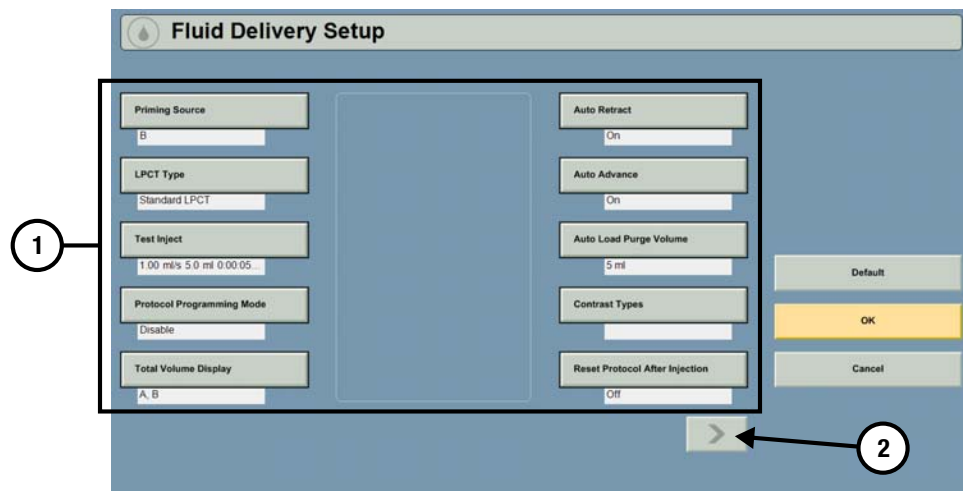 Fluid Delivery Setup
Priming Source
B
LPCT Type
Standard LPCT
Test Inject
1.00 ml/s 5.0 ml 0:00:05...
Protocol Programming Mode
Disable
Total Volume Display
A, B
Auto Retract
On
Auto Advance
On
Auto Load Purge Volume
5 ml
Contrast Types
Reset Protocol After Injection
Off
Default
OK
Cancel
1
2